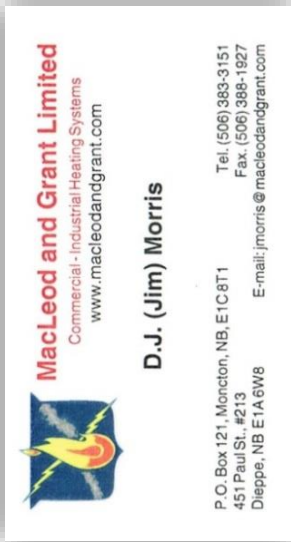 MacLeod and Grant Limited
Commercial - Industrial Heating Systems
www.macleodandgrant.com
D.J. (Jim) Morris
P.O. Box 121, Moncton, NB, E1C 8T1
451 Paul St., #213
Dieppe, NB E1A 6W8
Tel. (506) 383-3151
Fax. (506) 388-1927
E-mail: jmorris@macleodandgrant.com